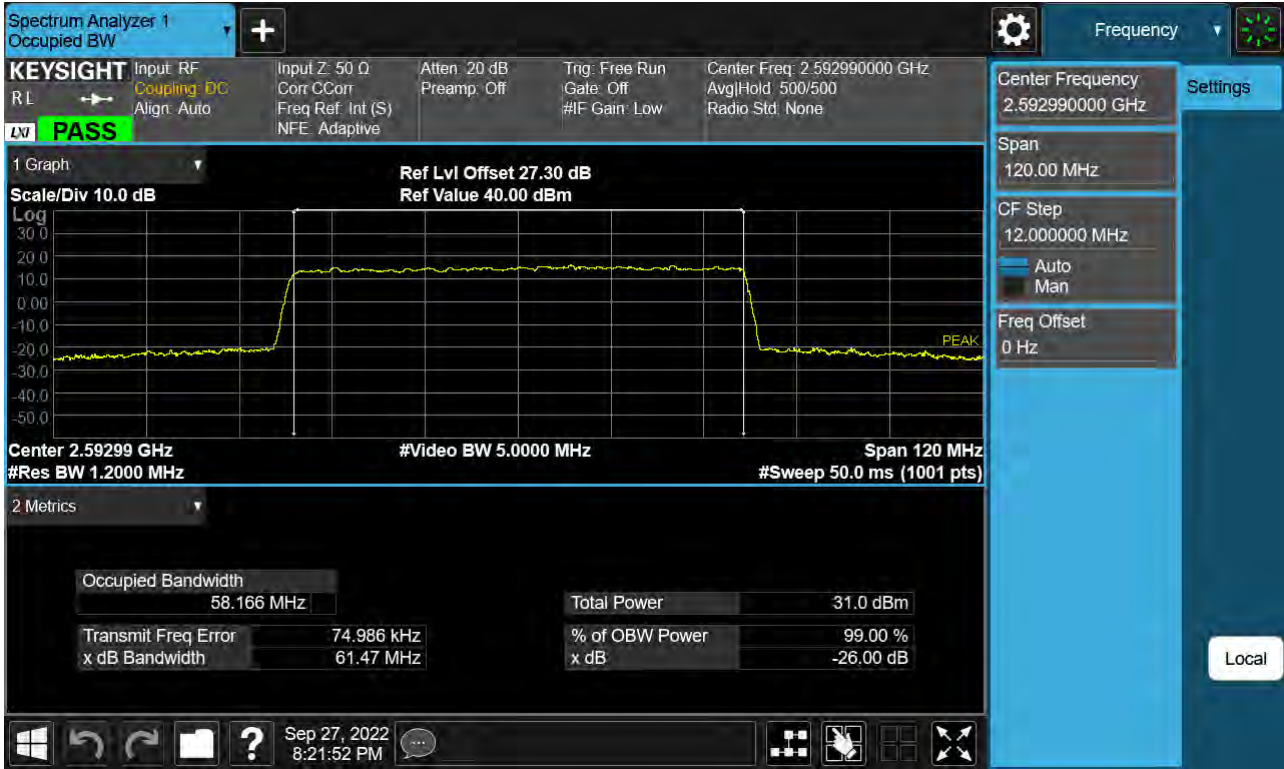 Spectrum Analyzer 1
Occupied BW
+
Frequency
KEYSIGHT
R L
LXI
PASS
Input: RF
Coupling: DC
Align: Auto
Input Z: 50 Ω
Corr CCorr
Freq Ref: Int (S)
NFE: Adaptive
Atten: 20 dB
Preamp: Off
Trig: Free Run
Gate: Off
#IF Gain: Low
Center Freq: 2.592990000 GHz
Avg|Hold: 500/500
Radio Std: None
Center Frequency
2.592990000 GHz
Settings
Span
120.00 MHz
CF Step
12.000000 MHz
Auto
Man
Freq Offset
0 Hz
Local
1 Graph
Scale/Div 10.0 dB
Ref Lvl Offset 27.30 dB
Ref Value 40.00 dBm
Log
30.0
20.0
10.0
0.00
-10.0
-20.0
-30.0
-40.0
-50.0
PEAK
Center 2.59299 GHz
#Video BW 5.0000 MHz
Span 120 MHz
#Res BW 1.2000 MHz
#Sweep 50.0 ms (1001 pts)
2 Metrics
Occupied Bandwidth
58.166 MHz
Total Power 31.0 dBm
Transmit Freq Error 74.986 kHz
% of OBW Power 99.00 %
x dB Bandwidth 61.47 MHz
x dB -26.00 dB
?
Sep 27, 2022
8:21:52 PM